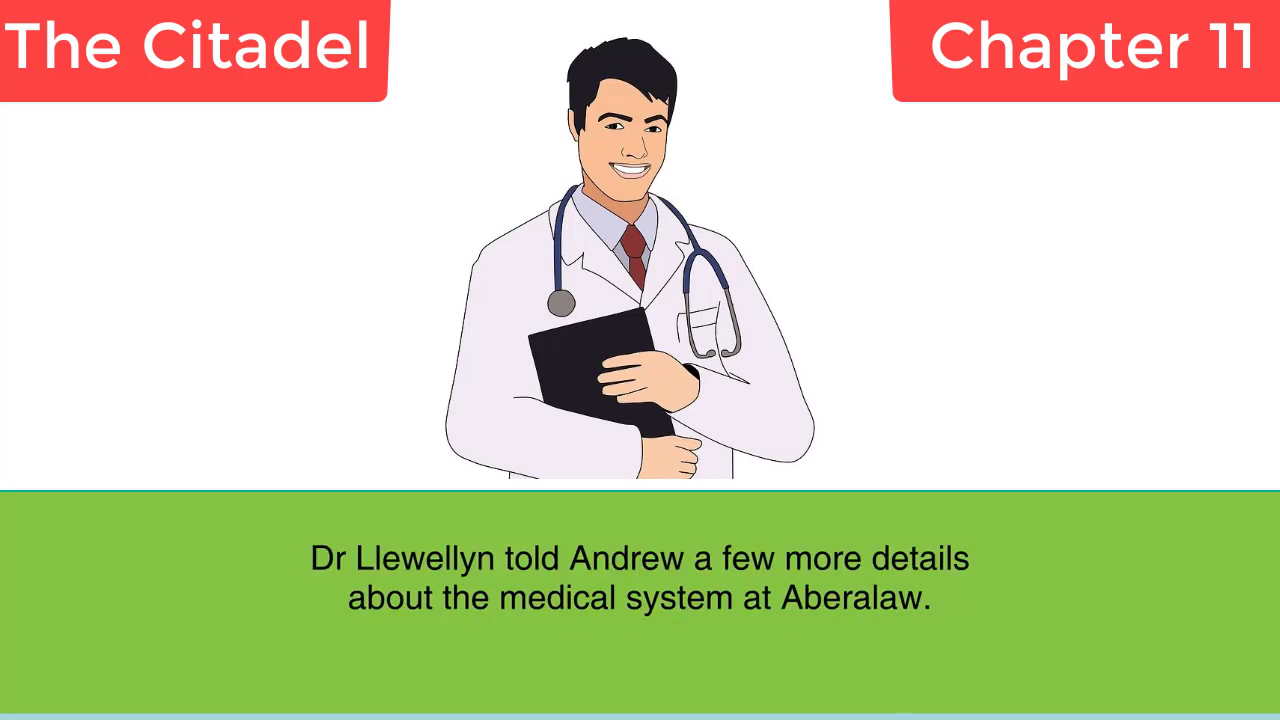 The Citadel
Chapter 11
Dr Llewellyn told Andrew a few more details
about the medical system at Aberalaw.